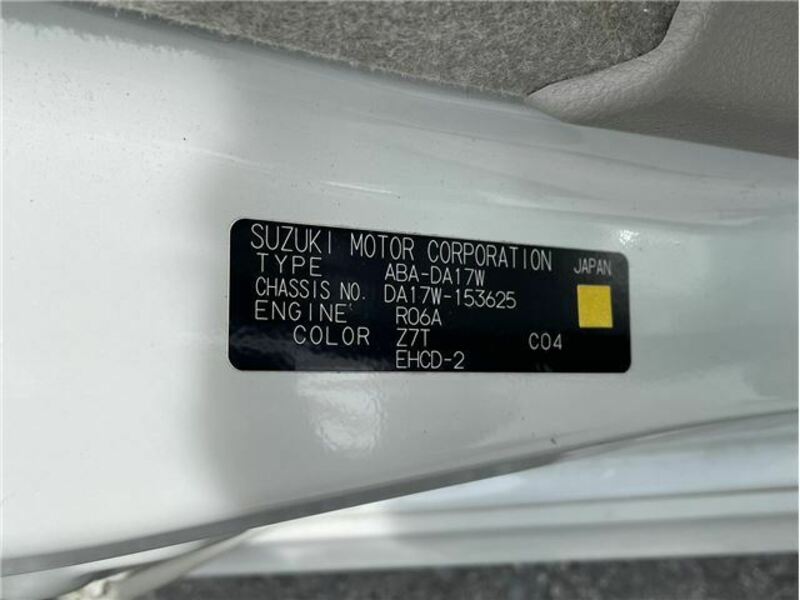 SUZUKI MOTOR CORPORATION
TYPE ABA-DA17W JAPAN
CHASSIS NO. DA17W-153625
ENGINE R06A
COLOR Z7T C04
EHCD-2